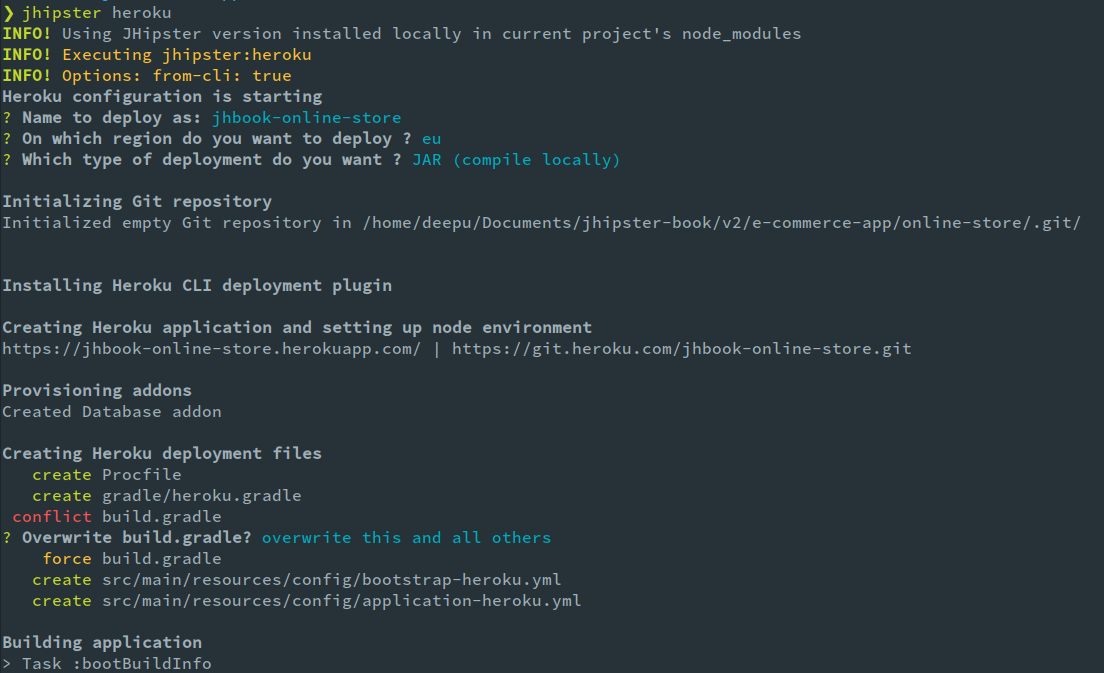 ❯ jhipster heroku
INFO! Using JHipster version installed locally in current project's node_modules
INFO! Executing jhipster:heroku
INFO! Options: from-cli: true
Heroku configuration is starting
? Name to deploy as: jhbook-online-store
? On which region do you want to deploy ? eu
? Which type of deployment do you want ? JAR (compile locally)
Initializing Git repository
Initialized empty Git repository in /home/deepu/Documents/jhipster-book/v2/e-commerce-app/online-store/.git/
Installing Heroku CLI deployment plugin
Creating Heroku application and setting up node environment
https://jhbook-online-store.herokuapp.com/ | https://git.heroku.com/jhbook-online-store.git
Provisioning addons
Created Database addon
Creating Heroku deployment files
create Procfile
create gradle/heroku.gradle
conflict build.gradle
? Overwrite build.gradle? overwrite this and all others
force build.gradle
create src/main/resources/config/bootstrap-heroku.yml
create src/main/resources/config/application-heroku.yml
Building application
> Task :bootBuildInfo